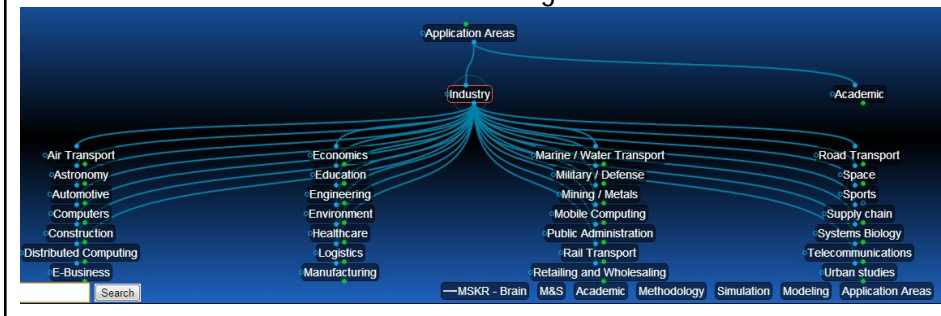 Application Areas
Industry
Academic
Air Transport
Astronomy
Automotive
Computers
Construction
Distributed Computing
E-Business
Economics
Education
Engineering
Environment
Healthcare
Logistics
Manufacturing
Marine / Water Transport
Military / Defense
Mining / Metals
Mobile Computing
Public Administration
Rail Transport
Retailing and Wholesaling
Road Transport
Space
Sports
Supply chain
Systems Biology
Telecommunications
Urban studies
Search
MSKR - Brain M&S Academic Methodology Simulation Modeling Application Areas